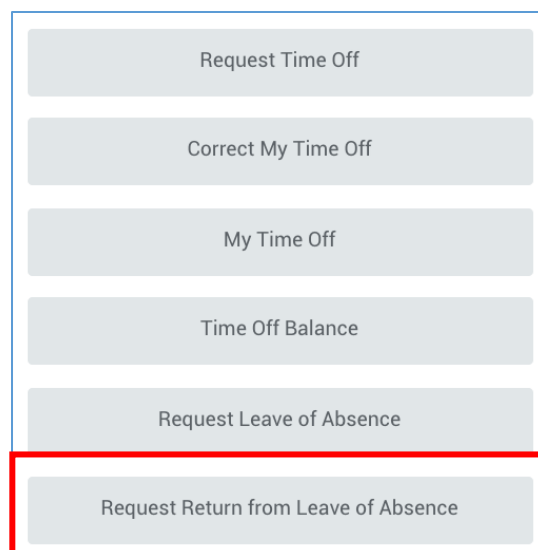 Request Time Off
Correct My Time Off
My Time Off
Time Off Balance
Request Leave of Absence
Request Return from Leave of Absence